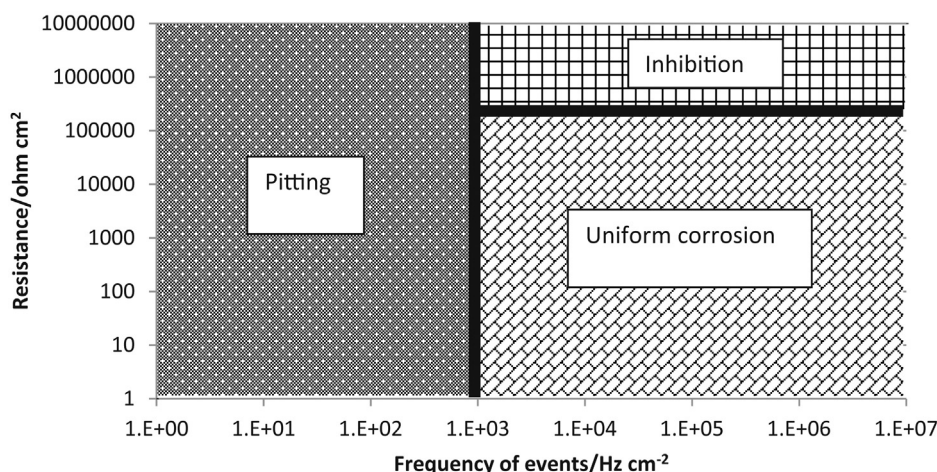 10000000
1000000
100000
10000
1000
100
10
1
Resistance/ohm cm²
Inhibition
Pitting
Uniform corrosion
1.E+00 1.E+01 1.E+02 1.E+03 1.E+04 1.E+05 1.E+06 1.E+07
Frequency of events/Hz cm⁻²